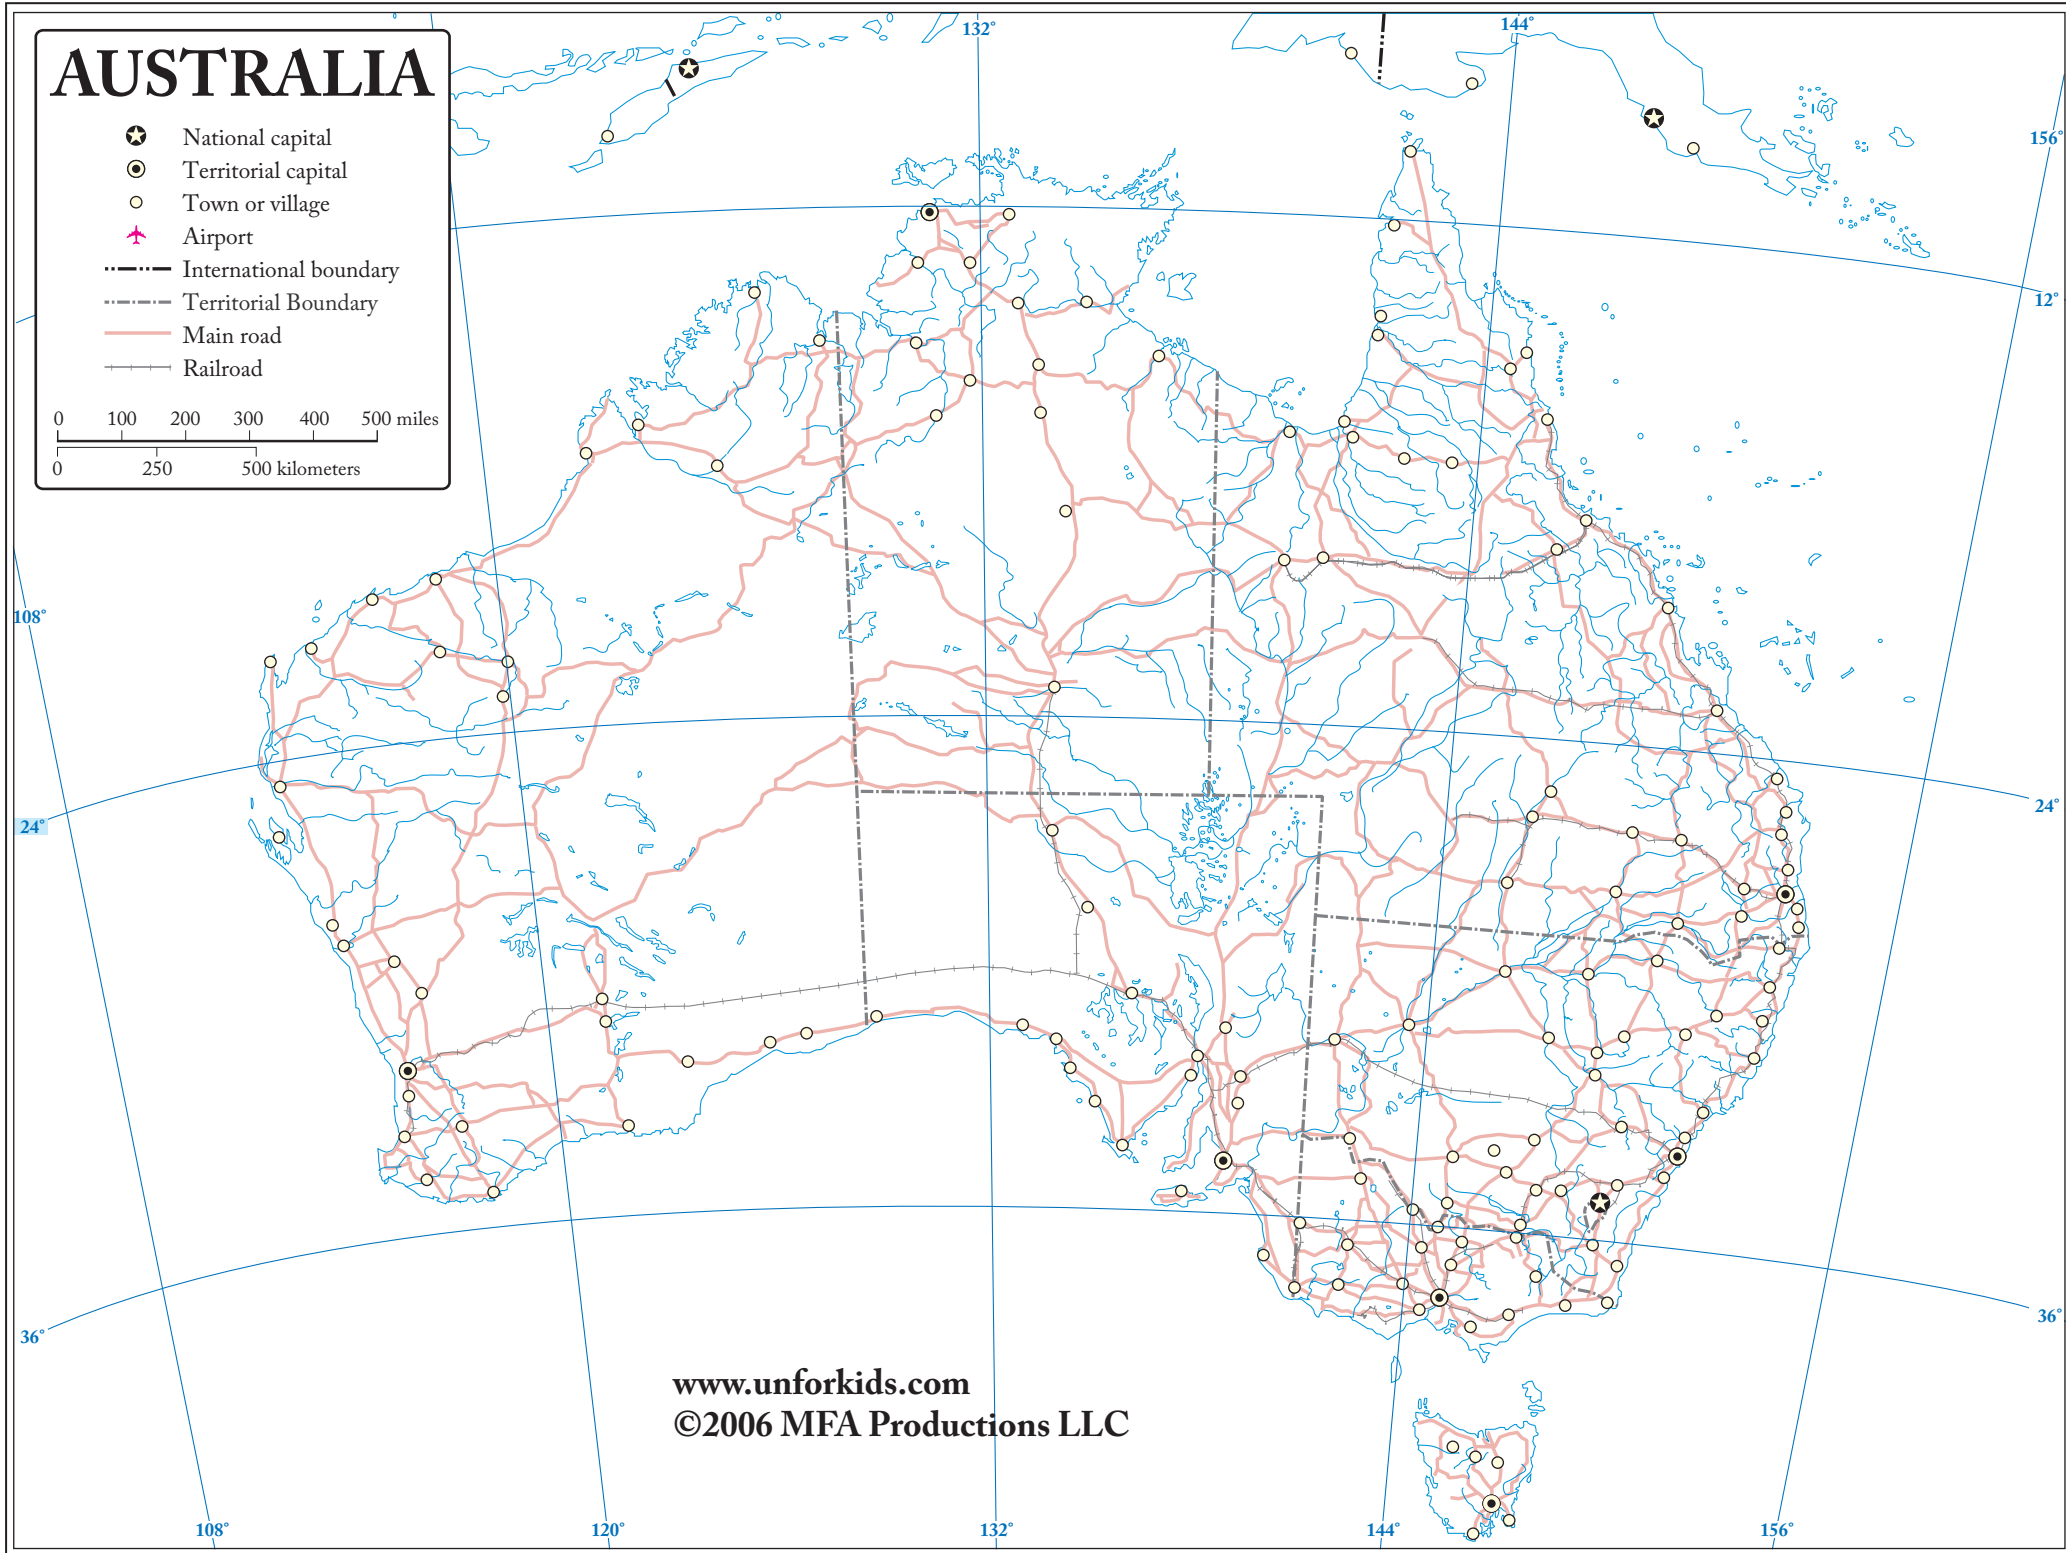 AUSTRALIA
National capital
Territorial capital
Town or village
Airport
International boundary
Territorial Boundary
Main road
Railroad
0 100 200 300 400 500 miles
0 250 500 kilometers
132°
144°
156°
12°
108°
24°
24°
36°
36°
www.unforkids.com
©2006 MFA Productions LLC
108°
120°
132°
144°
156°